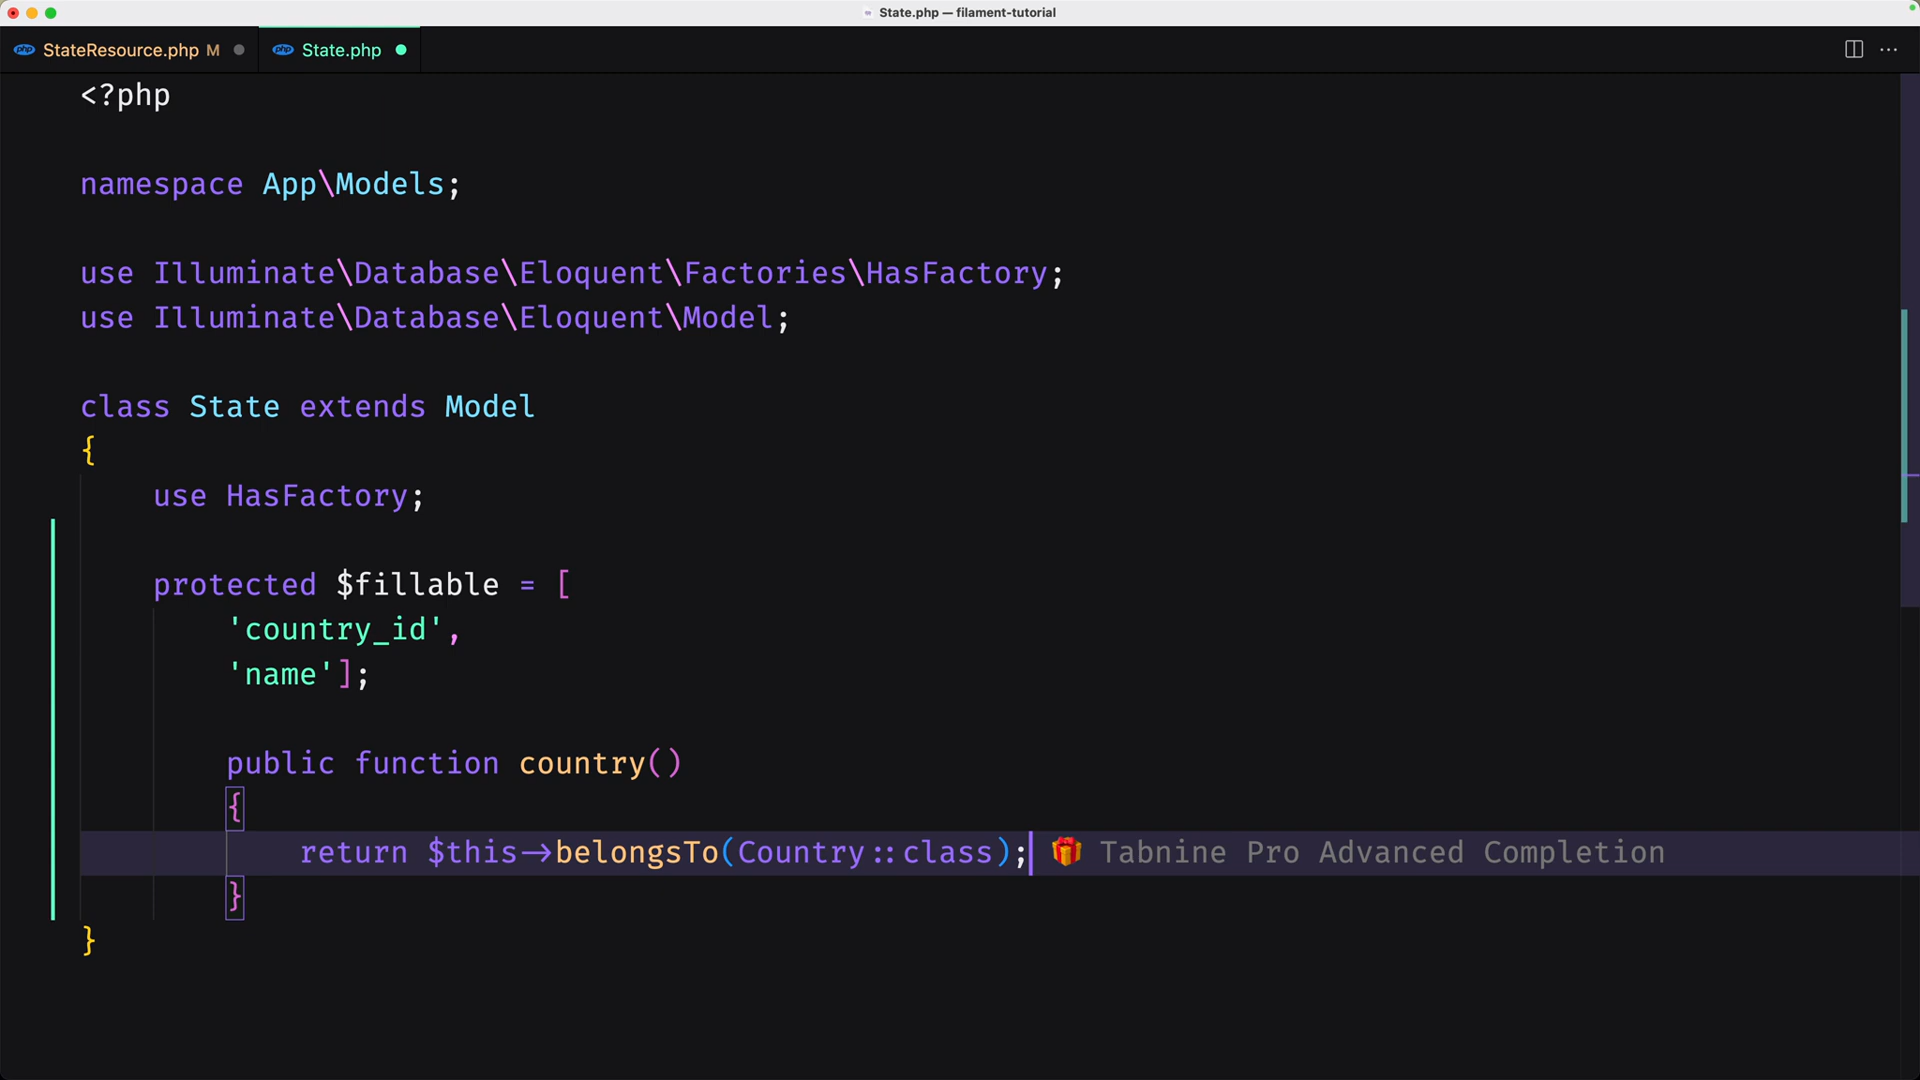 State.php — filament-tutorial
php StateResource.php M
php State.php
<?php
namespace App\Models;
use Illuminate\Database\Eloquent\Factories\HasFactory;
use Illuminate\Database\Eloquent\Model;
class State extends Model
{
use HasFactory;
protected $fillable = [
'country_id',
'name'];
public function country()
{
return $this->belongsTo(Country::class); 🎁 Tabnine Pro Advanced Completion
}
}